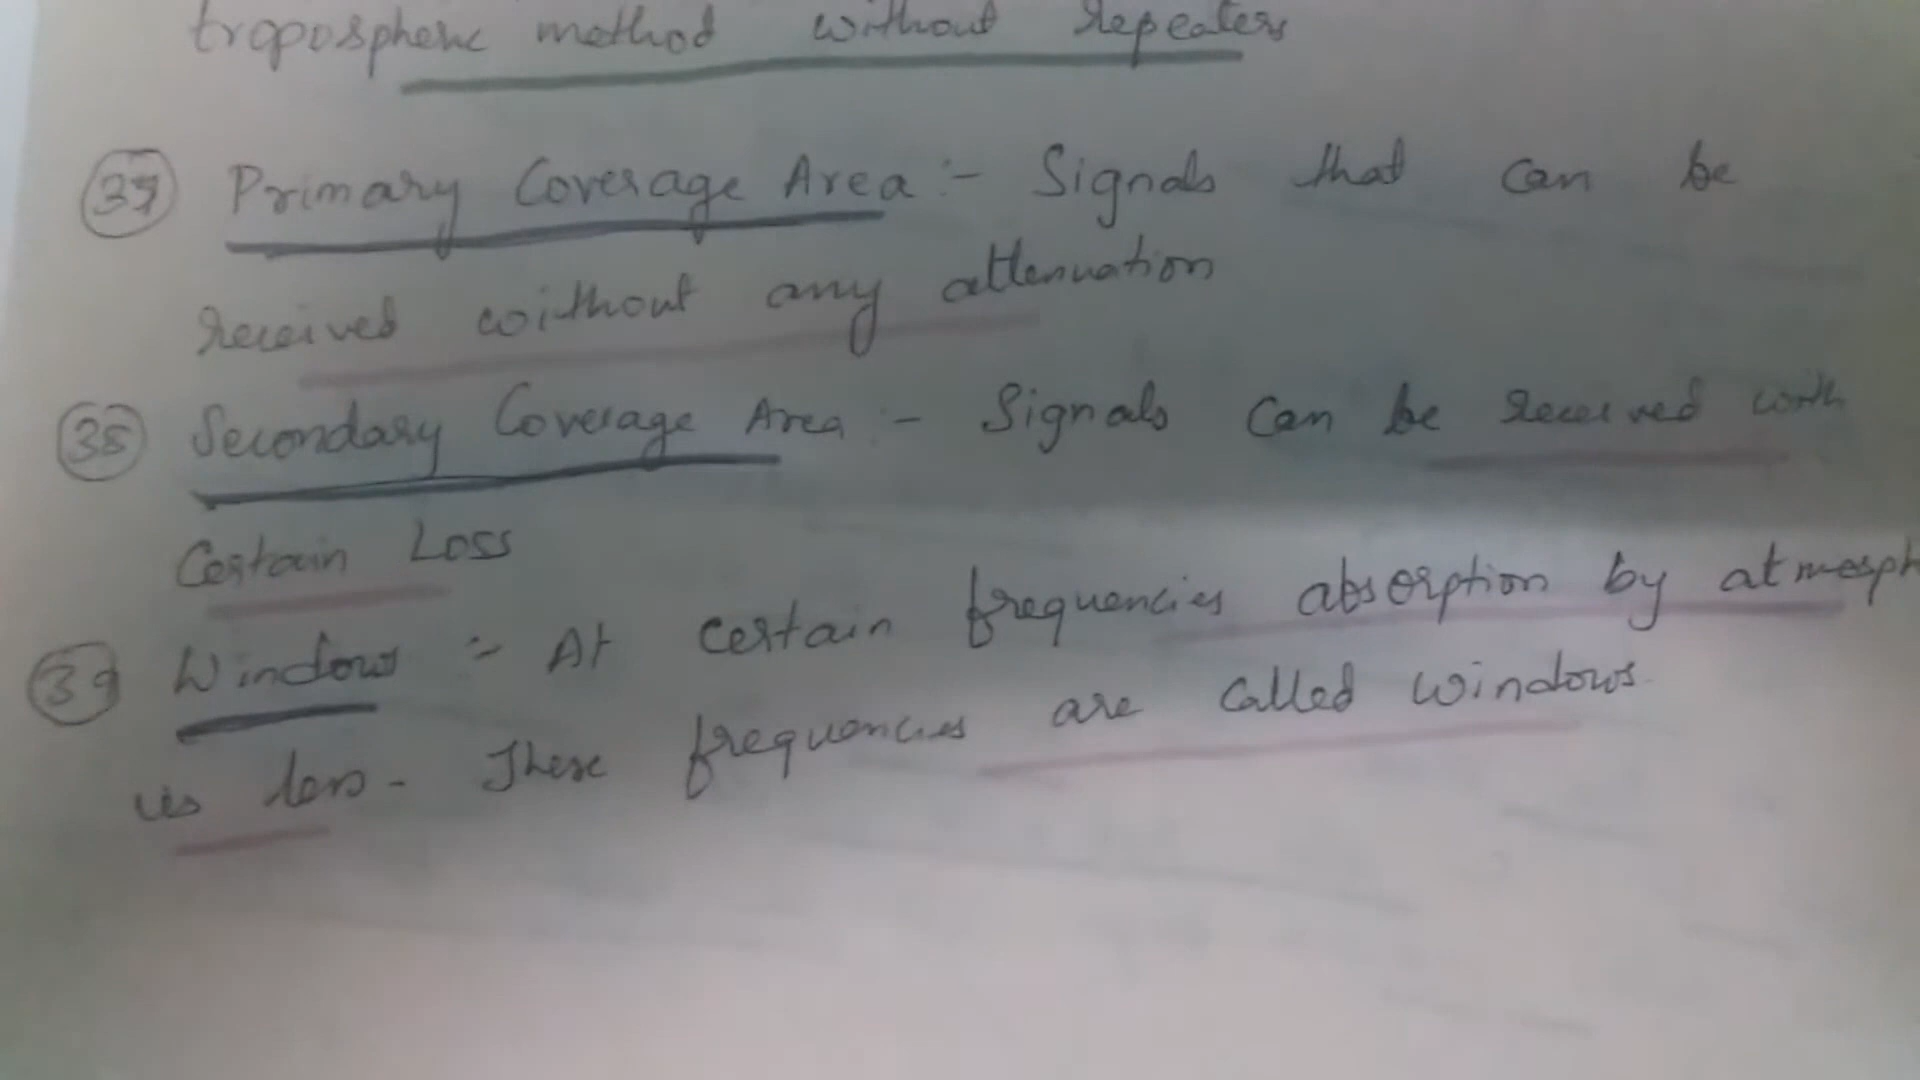 tropospheric method without repeaters
37 Primary Coverage Area :- Signals that can be
received without any attenuation
38 Secondary Coverage Area :- Signals can be received with
Certain Loss
39 Windows :- At certain frequencies absorption by atmosph
is less. These frequencies are called windows.